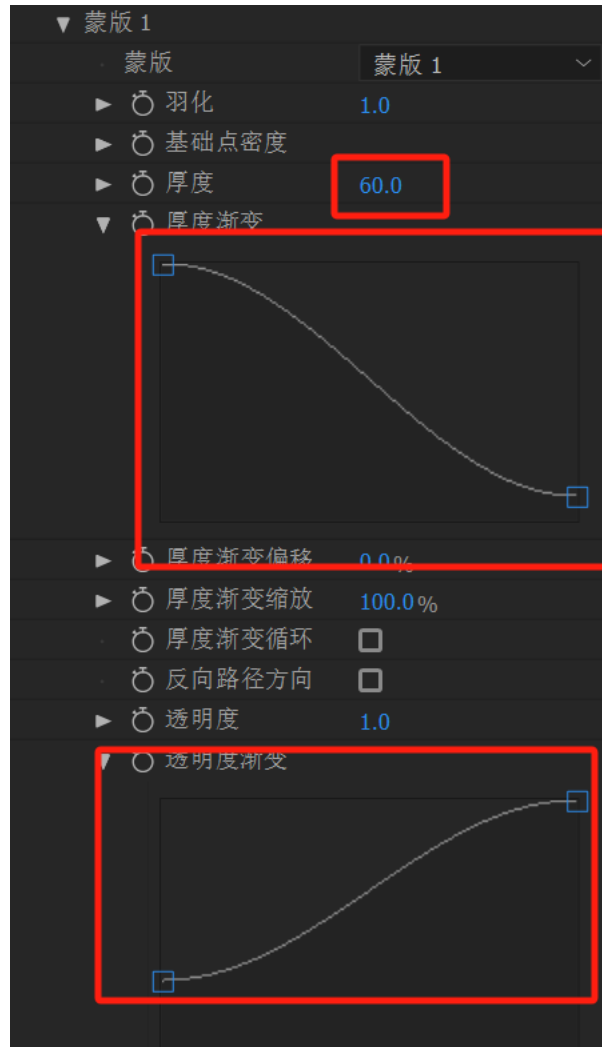 蒙版 1
蒙版 蒙版 1
羽化 1.0
基础点密度
厚度 60.0
厚度渐变
厚度渐变偏移 0.0%
厚度渐变缩放 100.0%
厚度渐变循环
反向路径方向
透明度 1.0
透明度渐变